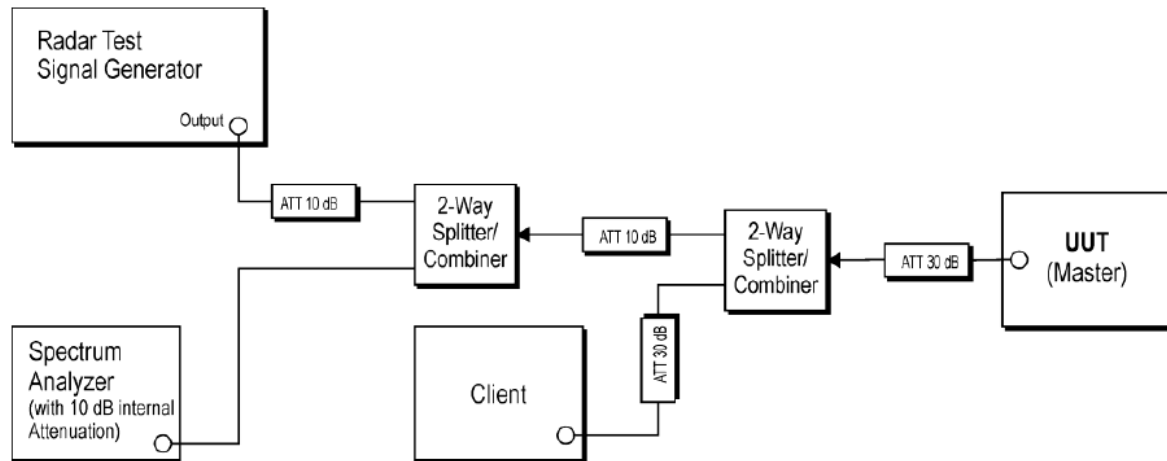 Radar Test
Signal Generator
Output
ATT 10 dB
2-Way
Splitter/
Combiner
ATT 10 dB
2-Way
Splitter/
Combiner
ATT 30 dB
UUT
(Master)
Spectrum
Analyzer
(with 10 dB internal
Attenuation)
Client
ATT 30 dB